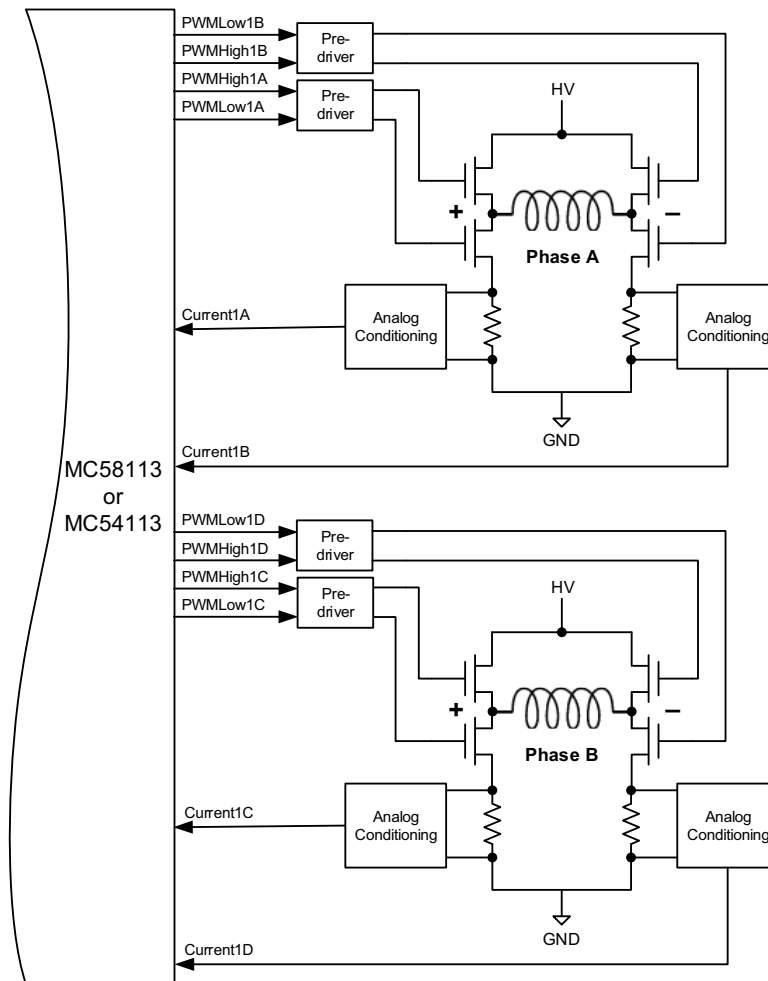 PWMLow1B
PWMHigh1B
PWMHigh1A
PWMLow1A
Pre-
driver
Pre-
driver
HV
+
–
Phase A
Current1A
Analog
Conditioning
Analog
Conditioning
GND
Current1B
MC58113
or
MC54113
PWMLow1D
PWMHigh1D
PWMHigh1C
PWMLow1C
Pre-
driver
Pre-
driver
HV
+
–
Phase B
Current1C
Analog
Conditioning
Analog
Conditioning
GND
Current1D